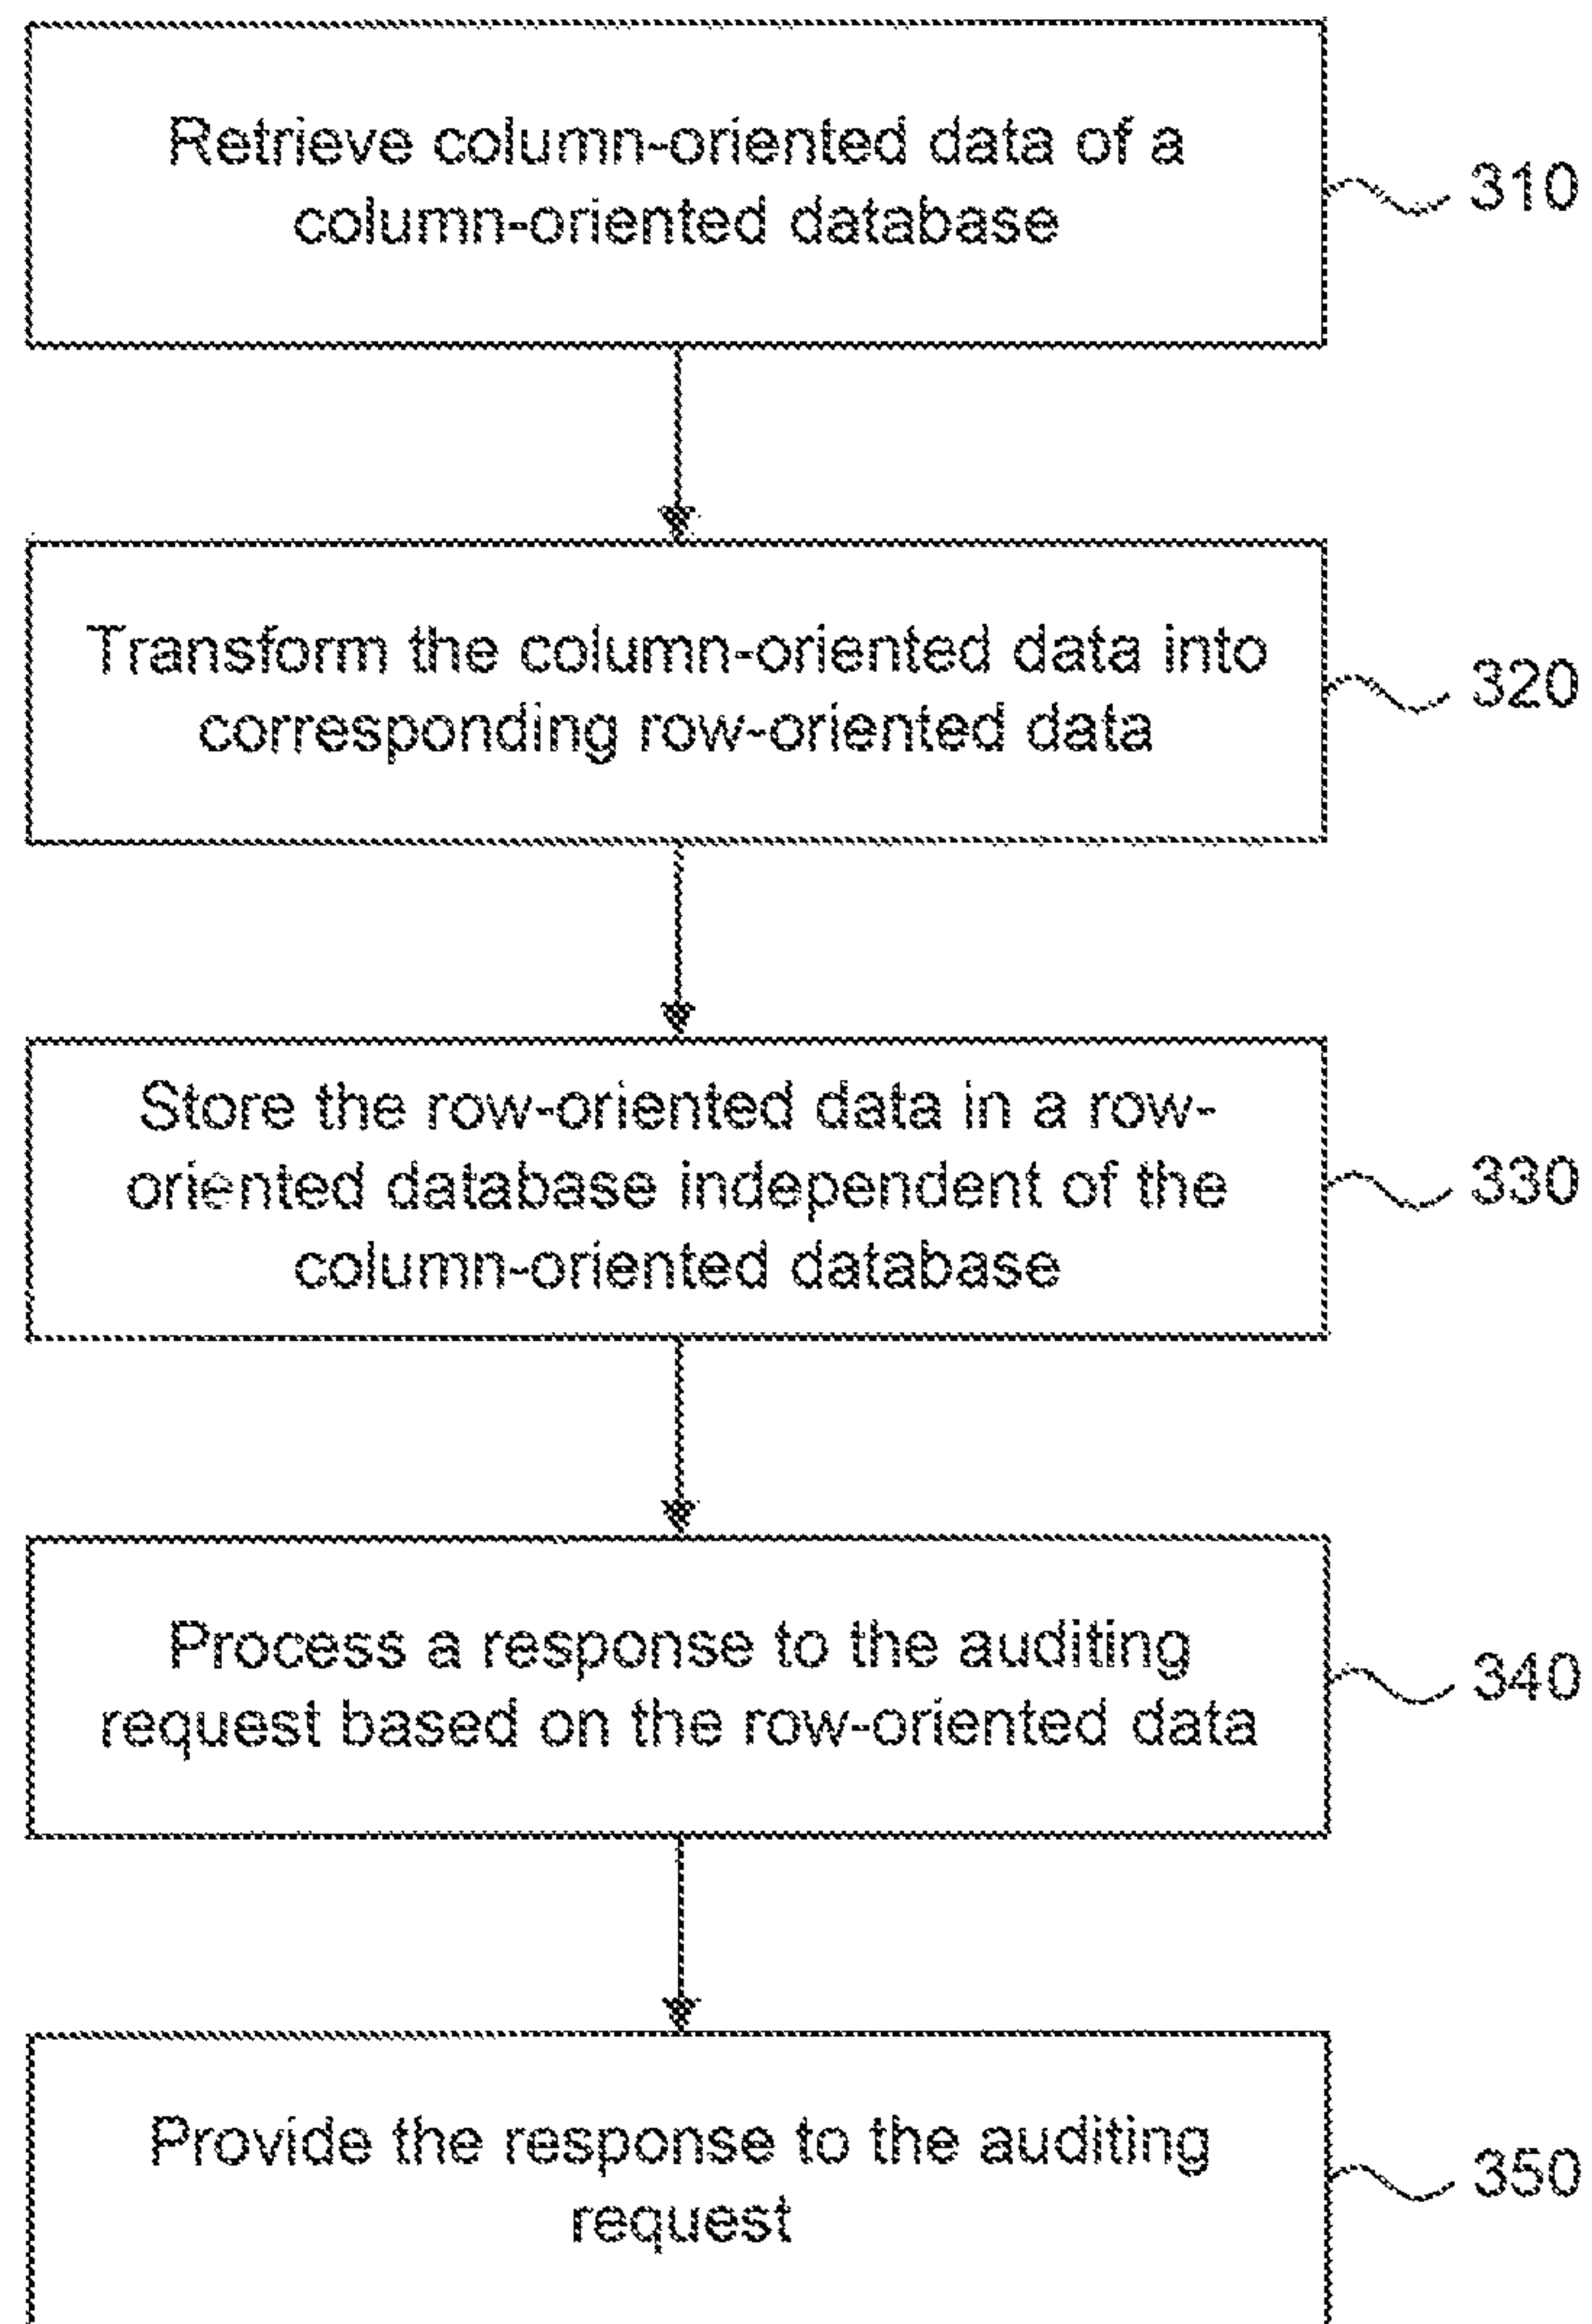 Retrieve column-oriented data of a
column-oriented database
310
Transform the column-oriented data into
corresponding row-oriented data
320
Store the row-oriented data in a row-
oriented database independent of the
column-oriented database
330
Process a response to the auditing
request based on the row-oriented data
340
Provide the response to the auditing
request
350